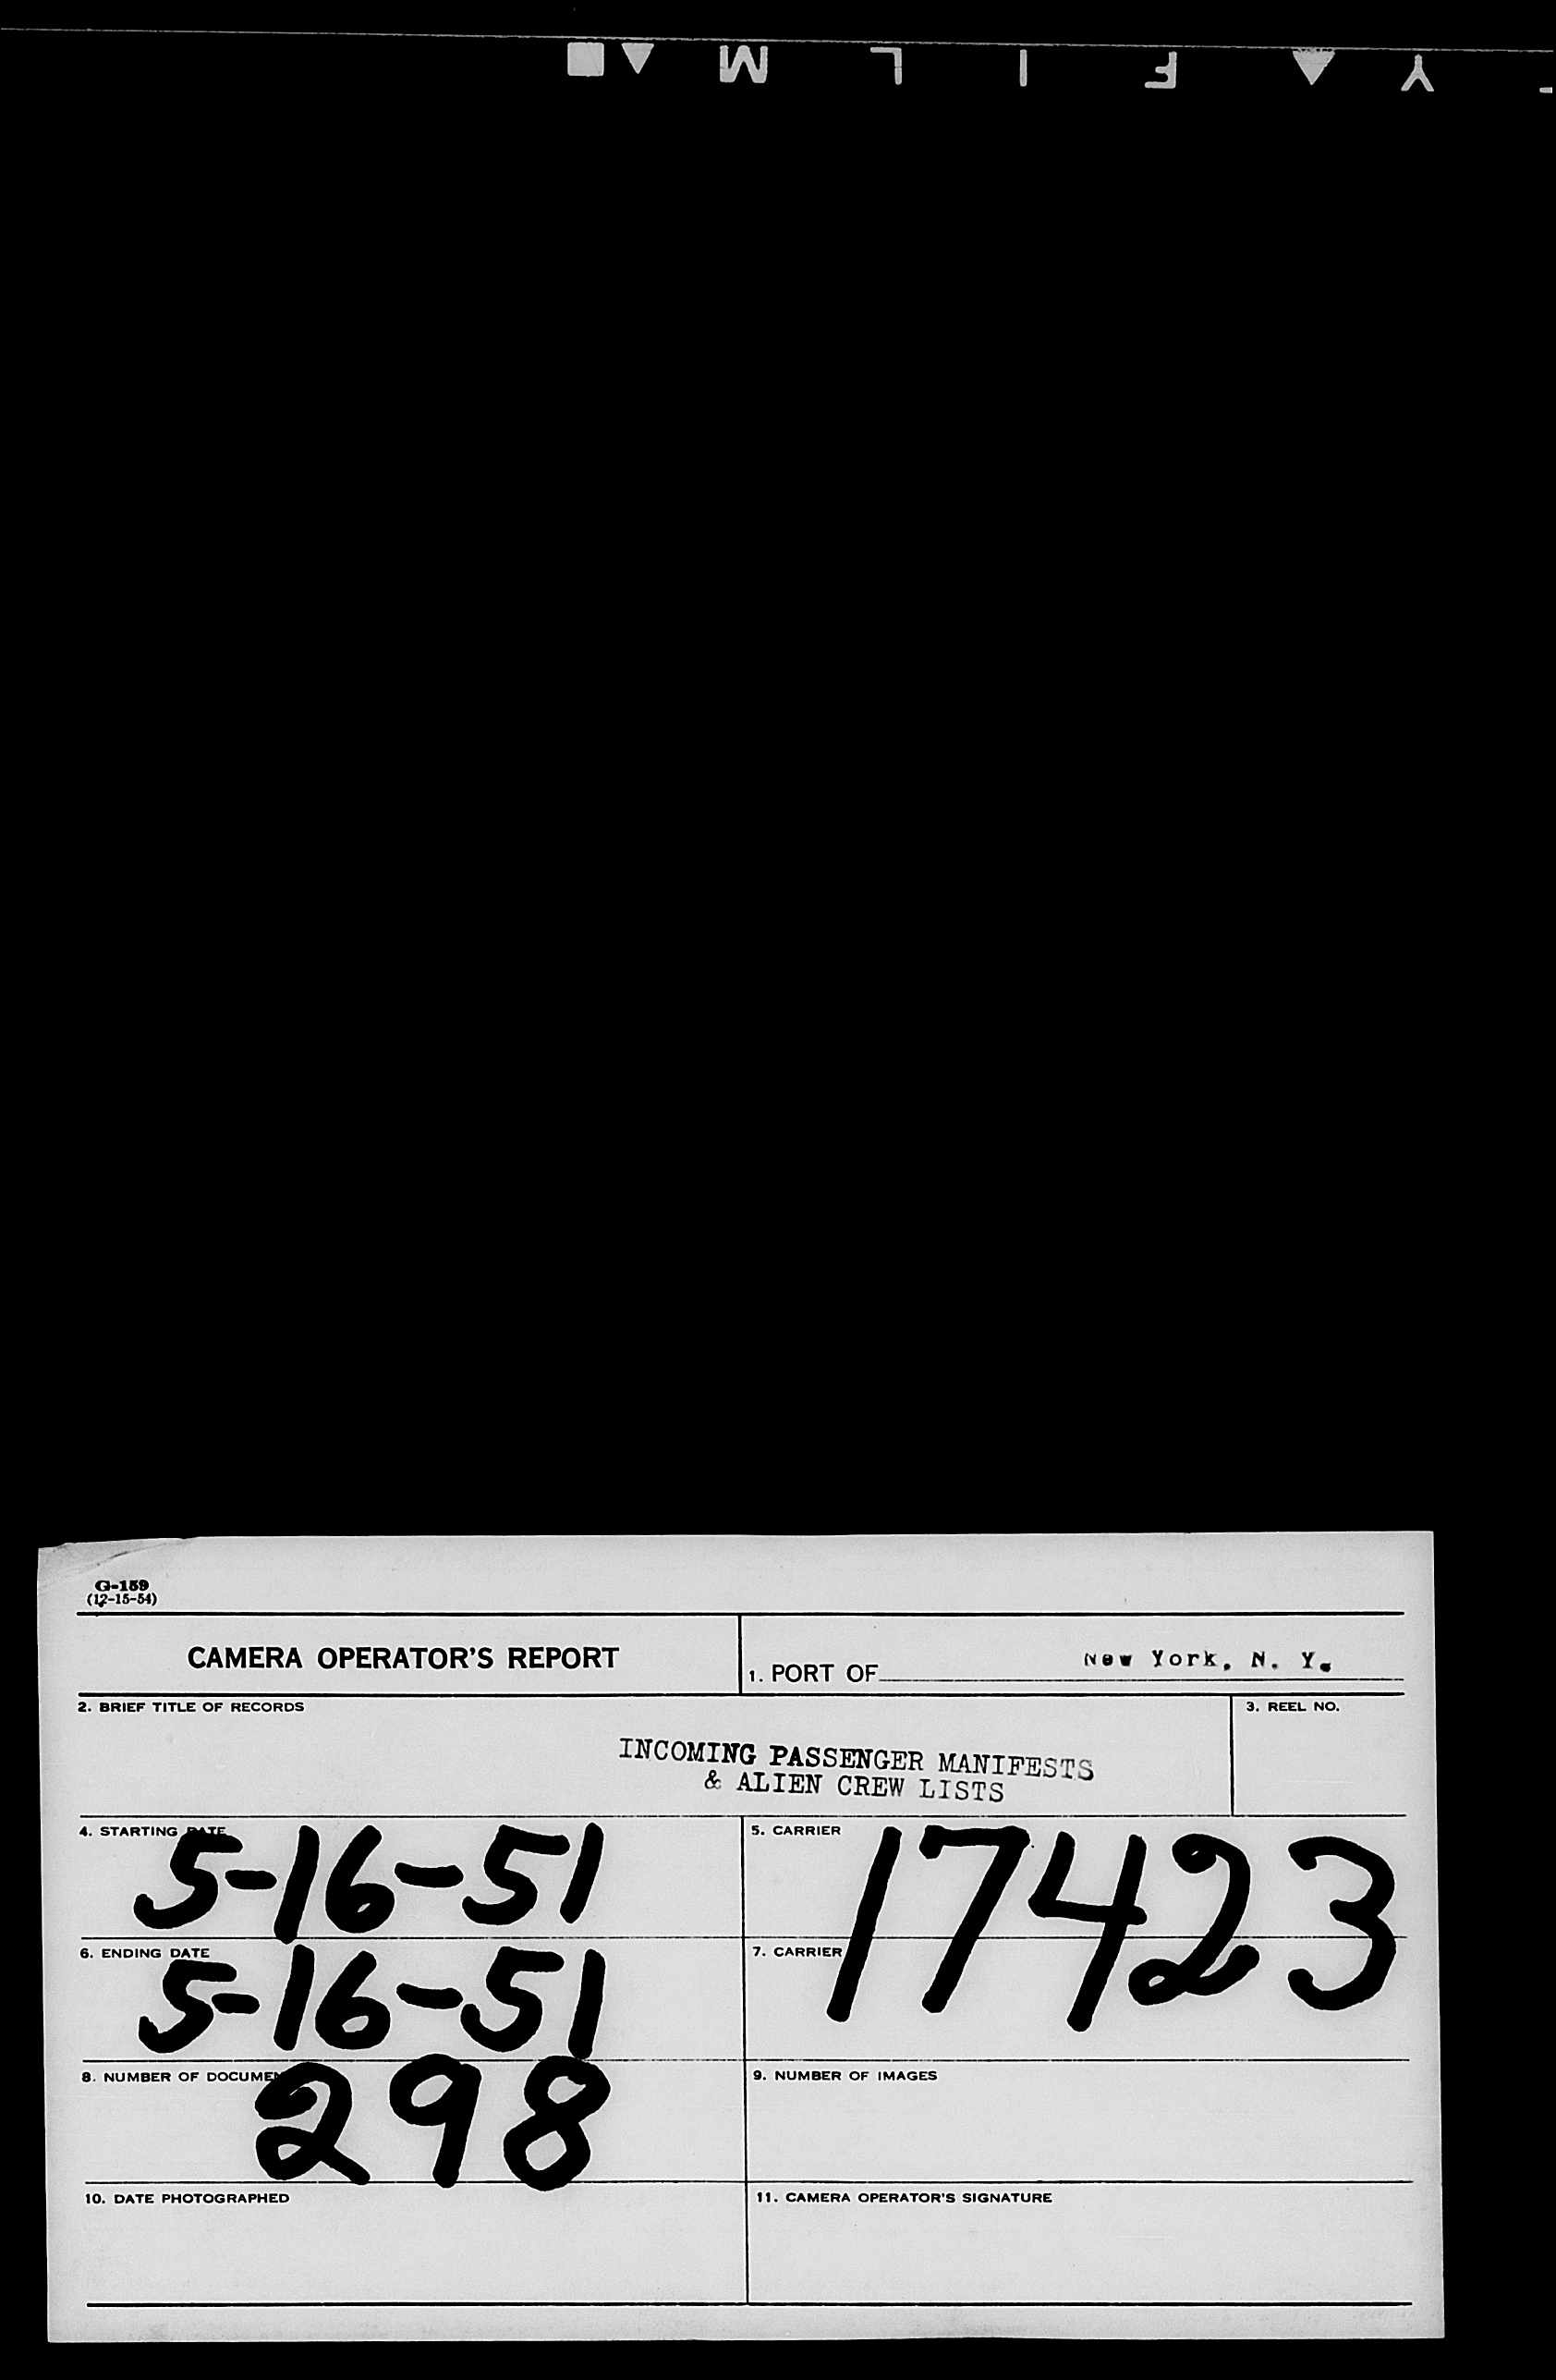 Y F I L M
G-159
(12-15-54)
CAMERA OPERATOR'S REPORT
1. PORT OF New York, N. Y.
2. BRIEF TITLE OF RECORDS
3. REEL NO.
INCOMING PASSENGER MANIFESTS
& ALIEN CREW LISTS
4. STARTING DATE
5-16-51
5. CARRIER
17423
6. ENDING DATE
5-16-51
7. CARRIER
8. NUMBER OF DOCUMEN
298
9. NUMBER OF IMAGES
10. DATE PHOTOGRAPHED
11. CAMERA OPERATOR'S SIGNATURE